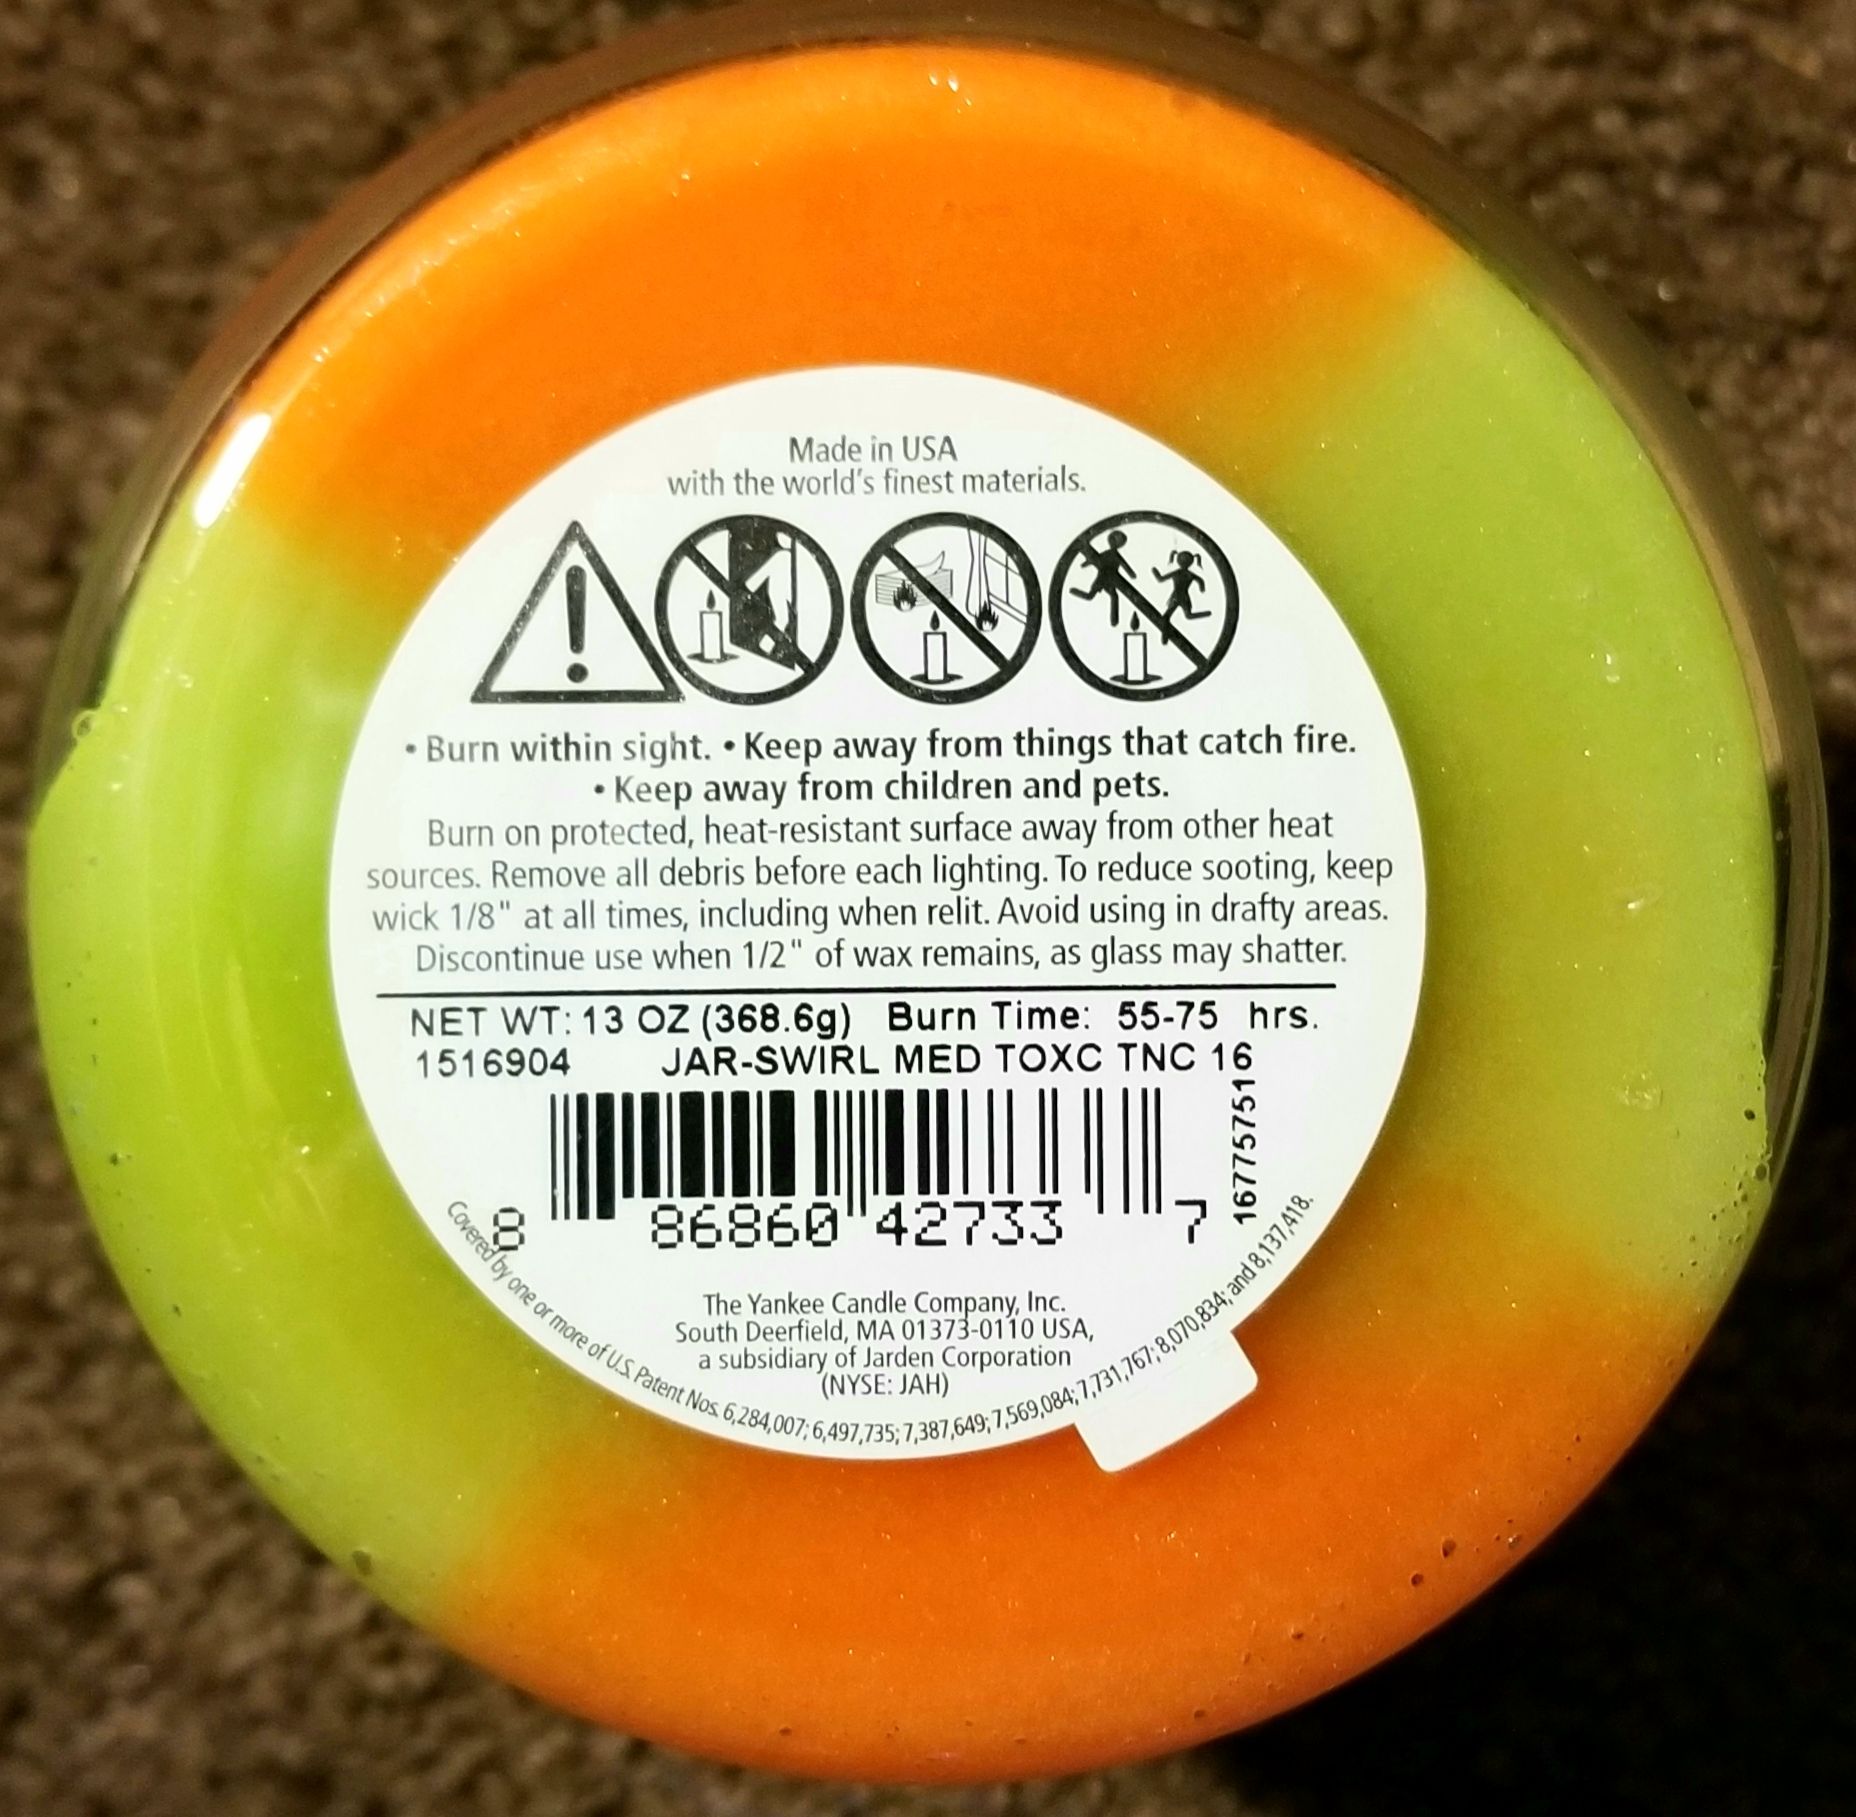 Made in USA
with the world's finest materials.
• Burn within sight. • Keep away from things that catch fire.
• Keep away from children and pets.
Burn on protected, heat-resistant surface away from other heat
sources. Remove all debris before each lighting. To reduce sooting, keep
wick 1/8" at all times, including when relit. Avoid using in drafty areas.
Discontinue use when 1/2" of wax remains, as glass may shatter.
NET WT: 13 OZ (368.6g) Burn Time: 55-75 hrs.
1516904 JAR-SWIRL MED TOXC TNC 16
1677575751
8 86860 42733 7
The Yankee Candle Company, Inc.
South Deerfield, MA 01373-0110 USA,
a subsidiary of Jarden Corporation
(NYSE: JAH)
Covered by one or more of U.S. Patent Nos. 6,284,007; 6,497,735; 7,387,649; 7,569,084; 7,731,767; 8,070,834; and 8,137,418.